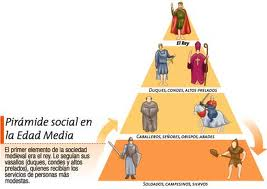 El Rey
DUQUES, CONDES, ALTOS PRELADOS
Pirámide social en
la Edad Media
El primer elemento de la sociedad
medieval era el rey. Le seguían sus
vasallos (duques, condes y altos
prelados), quienes recibían los
servicios de personas más
modestas.
CABALLEROS, SEÑORES, OBISPOS, ABADES
SOLDADOS, CAMPESINOS, SIERVOS